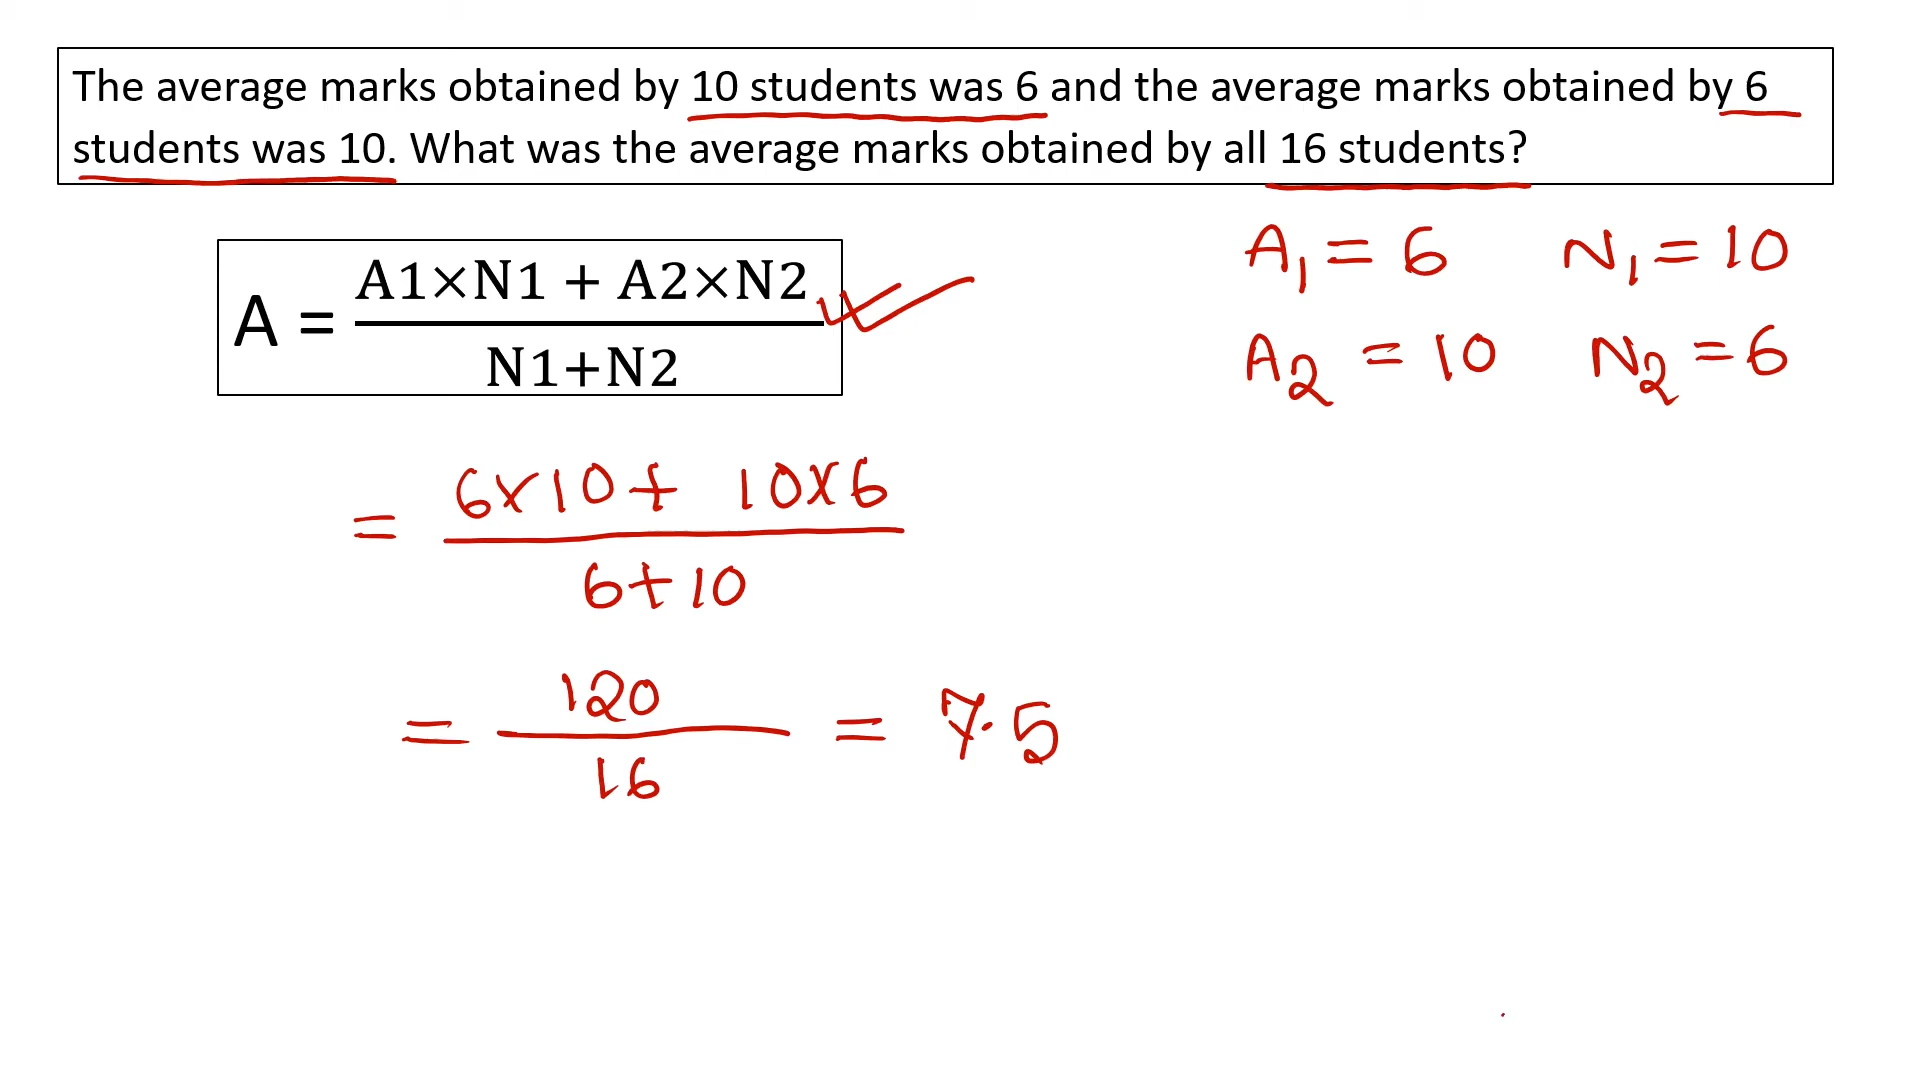 The average marks obtained by 10 students was 6 and the average marks obtained by 6
students was 10. What was the average marks obtained by all 16 students?
A = A1×N1 + A2×N2
N1+N2
A1 = 6 N1 = 10
A2 = 10 N2 = 6
= 6×10+ 10×6
6+10
= 120 = 7.5
16